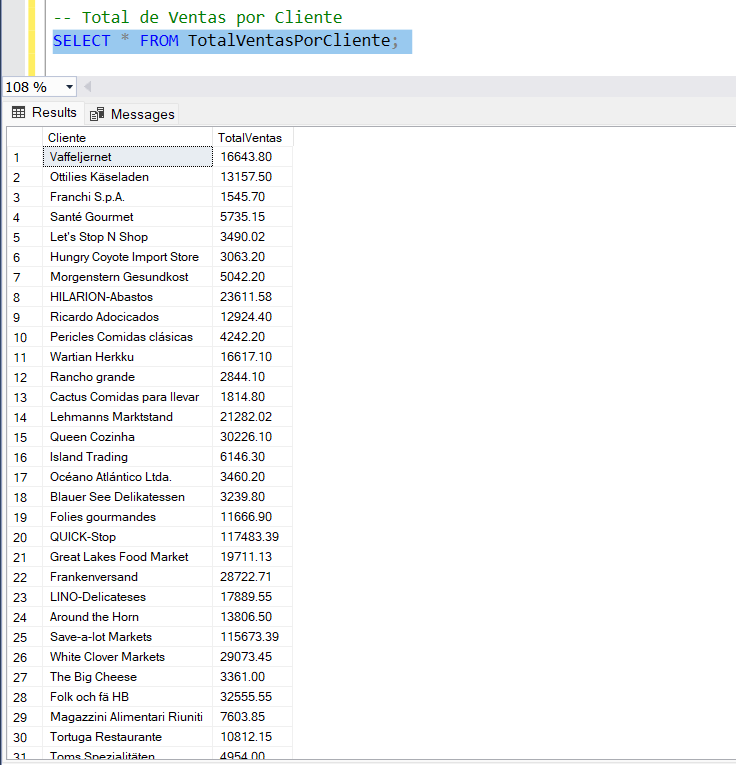 -- Total de Ventas por Cliente
SELECT * FROM TotalVentasPorCliente;
108 %
Results Messages
Cliente TotalVentas
1 Vaffeljernet 16643.80
2 Ottilies Käseladen 13157.50
3 Franchi S.p.A. 1545.70
4 Santé Gourmet 5735.15
5 Let's Stop N Shop 3490.02
6 Hungry Coyote Import Store 3063.20
7 Morgenstern Gesundkost 5042.20
8 HILARION-Abastos 23611.58
9 Ricardo Adocicados 12924.40
10 Pericles Comidas clásicas 4242.20
11 Wartian Herkku 16617.10
12 Rancho grande 2844.10
13 Cactus Comidas para llevar 1814.80
14 Lehmanns Marktstand 21282.02
15 Queen Cozinha 30226.10
16 Island Trading 6146.30
17 Océano Atlántico Ltda. 3460.20
18 Blauer See Delikatessen 3239.80
19 Folies gourmandes 11666.90
20 QUICK-Stop 117483.39
21 Great Lakes Food Market 19711.13
22 Frankenversand 28722.71
23 LINO-Delicateses 17889.55
24 Around the Horn 13806.50
25 Save-a-lot Markets 115673.39
26 White Clover Markets 29073.45
27 The Big Cheese 3361.00
28 Folk och fä HB 32555.55
29 Magazzini Alimentari Riuniti 7603.85
30 Tortuga Restaurante 10812.15
31 Toms Spezialitäten 4954.00